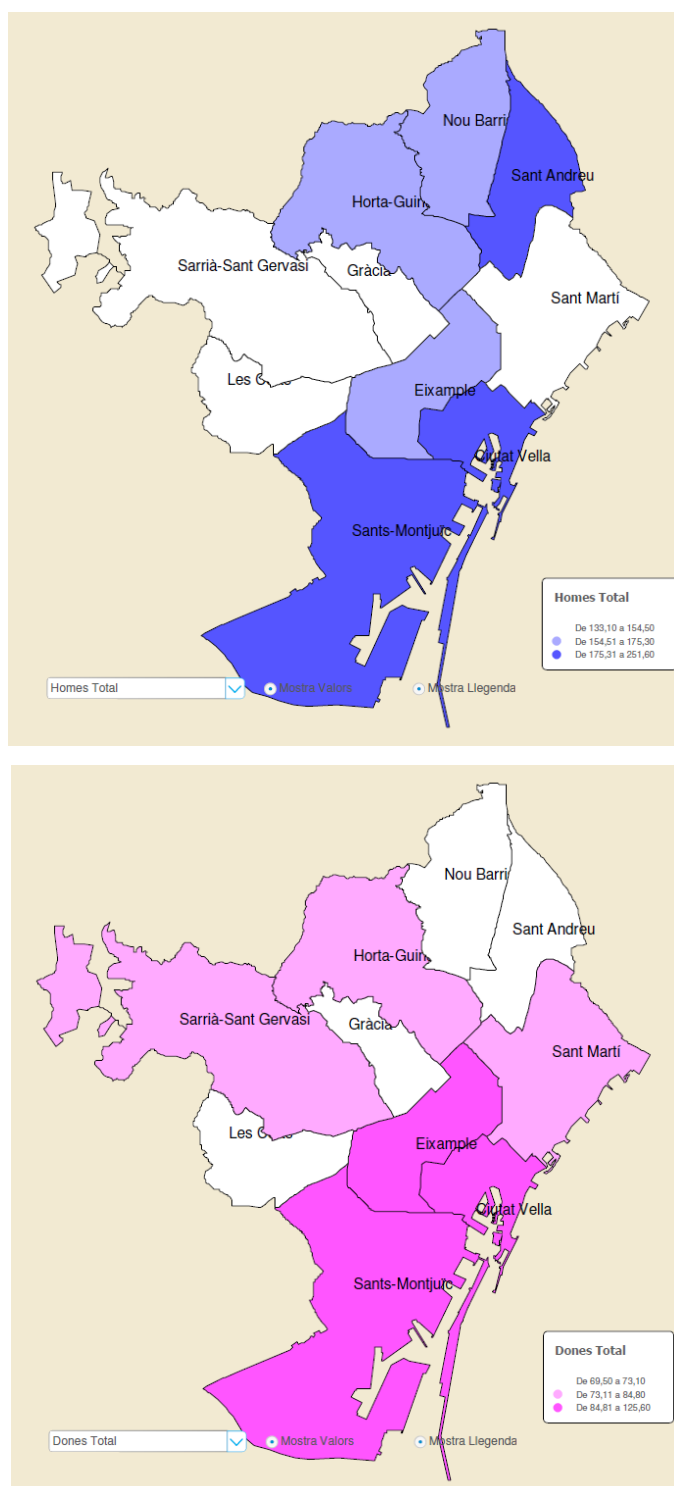 Nou Barri
Sant Andreu
Horta-Guin
Sarrià-Sant Gervasi
Gràcia
Sant Martí
Les C
Eixample
Ciutat Vella
Sants-Montjuïc
Homes Total
De 133,10 a 154,50
De 154,51 a 175,30
De 175,31 a 251,60
Homes Total
Mostra Valors
Mostra Llegenda
Nou Barri
Sant Andreu
Horta-Guin
Sarrià-Sant Gervasi
Gràcia
Sant Martí
Les C
Eixample
Ciutat Vella
Sants-Montjuïc
Dones Total
De 69,50 a 73,10
De 73,11 a 84,80
De 84,81 a 125,60
Dones Total
Mostra Valors
Mostra Llegenda